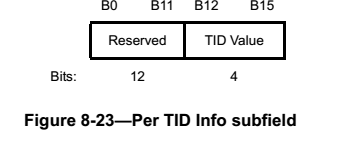 B0 B11 B12 B15
Reserved TID Value
Bits: 12 4
Figure 8-23—Per TID Info subfield